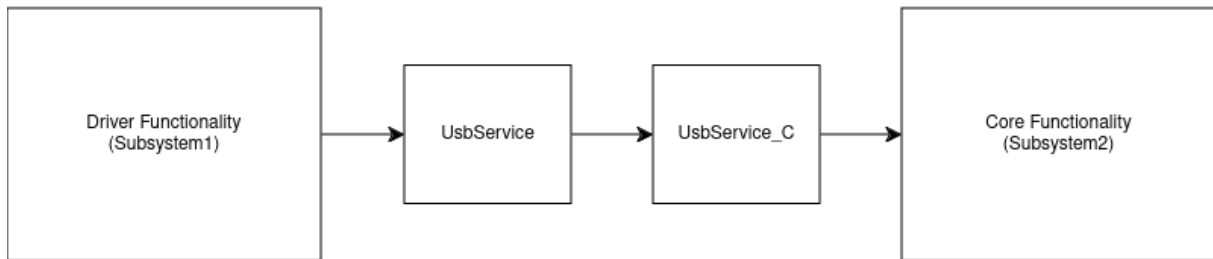 Driver Functionality
(Subsystem1)
UsbService
UsbService_C
Core Functionality
(Subsystem2)